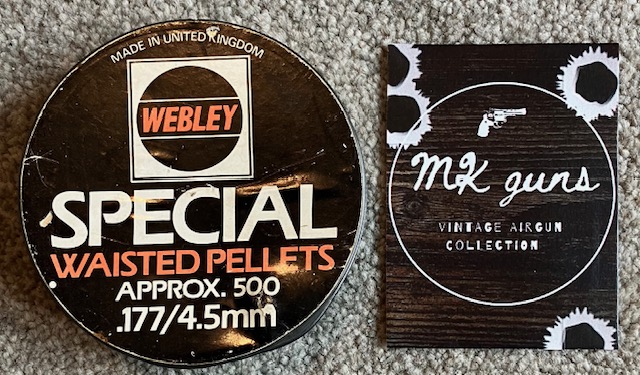 MADE IN UNITED KINGDOM
WEBLEY
SPECIAL
WAISTED PELLETS
APPROX. 500
.177/4.5mm
MK guns
VINTAGE AIRGUN
COLLECTION